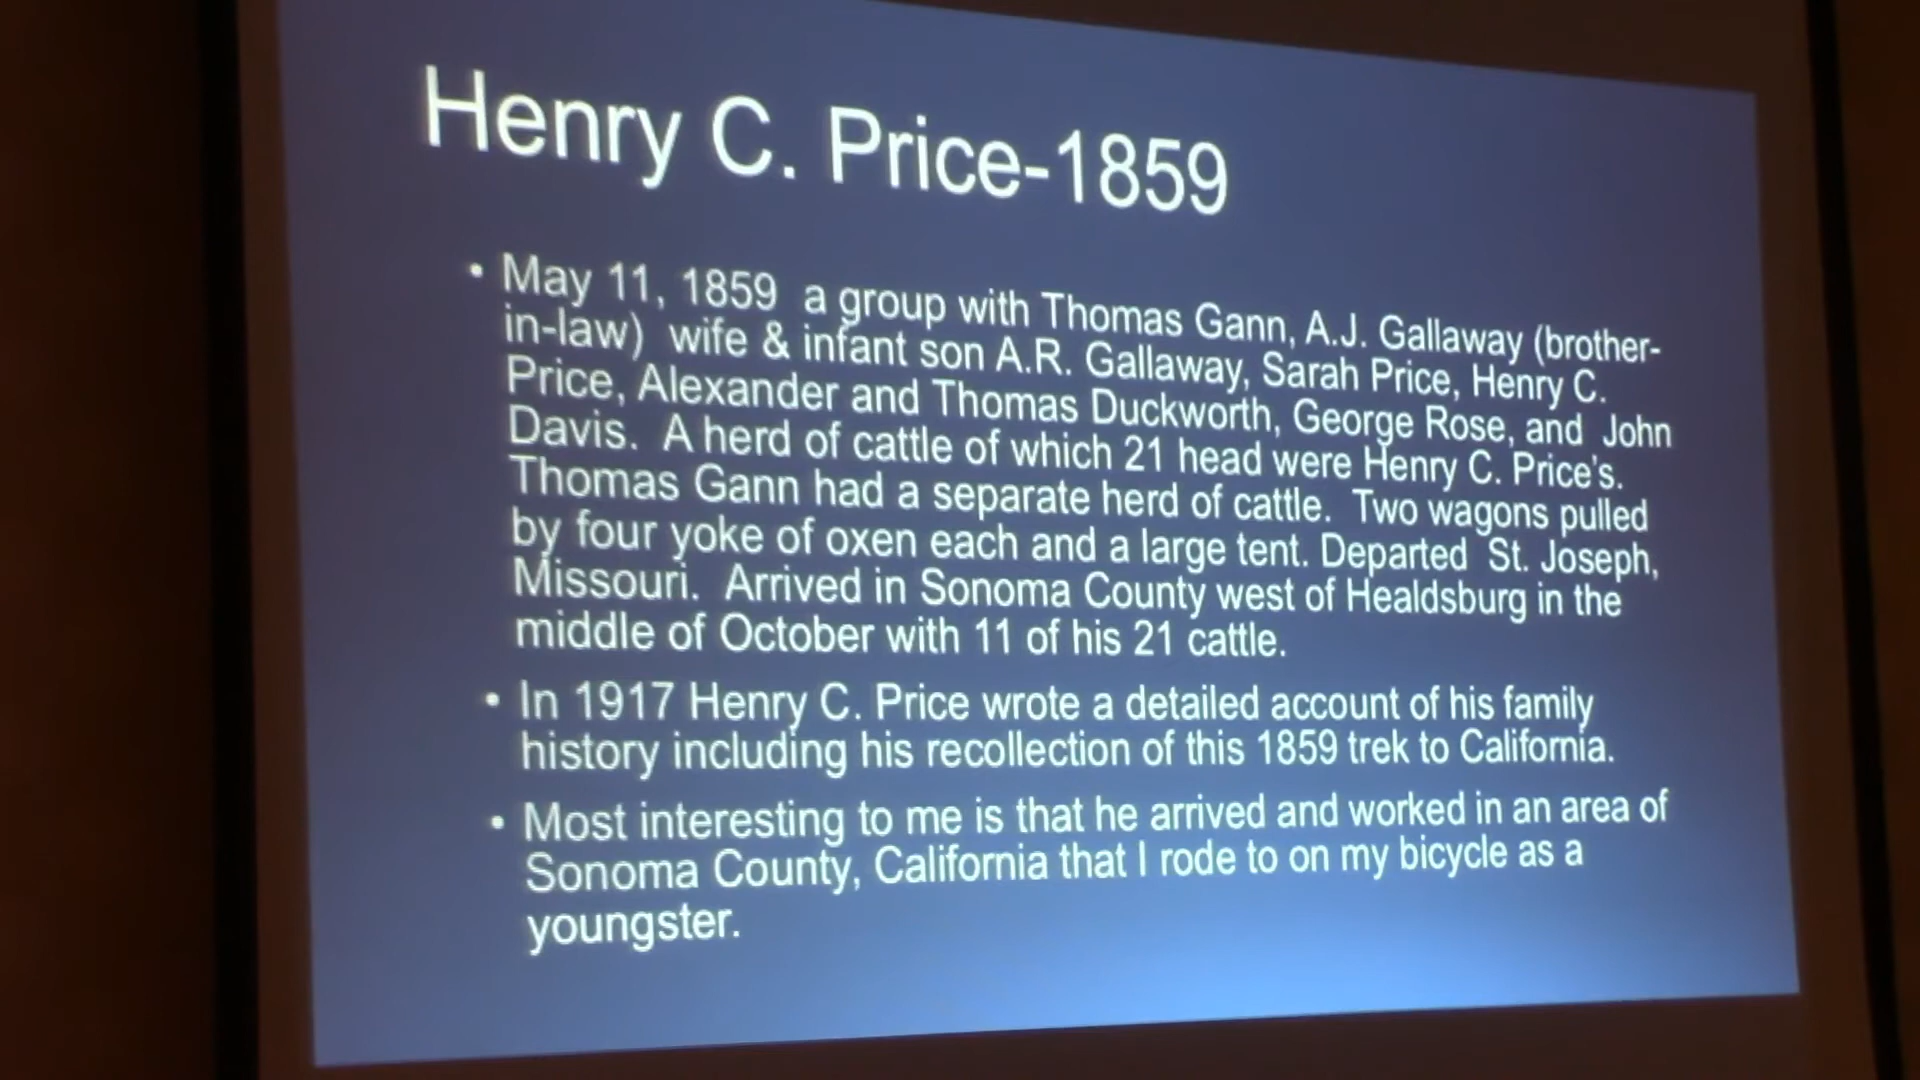 Henry C. Price-1859
• May 11, 1859 a group with Thomas Gann, A.J. Gallaway (brother-
in-law) wife & infant son A.R. Gallaway, Sarah Price, Henry C.
Price, Alexander and Thomas Duckworth, George Rose, and John
Davis. A herd of cattle of which 21 head were Henry C. Price's.
Thomas Gann had a separate herd of cattle. Two wagons pulled
by four yoke of oxen each and a large tent. Departed St. Joseph,
Missouri. Arrived in Sonoma County west of Healdsburg in the
middle of October with 11 of his 21 cattle.
• In 1917 Henry C. Price wrote a detailed account of his family
history including his recollection of this 1859 trek to California.
• Most interesting to me is that he arrived and worked in an area of
Sonoma County, California that I rode to on my bicycle as a
youngster.